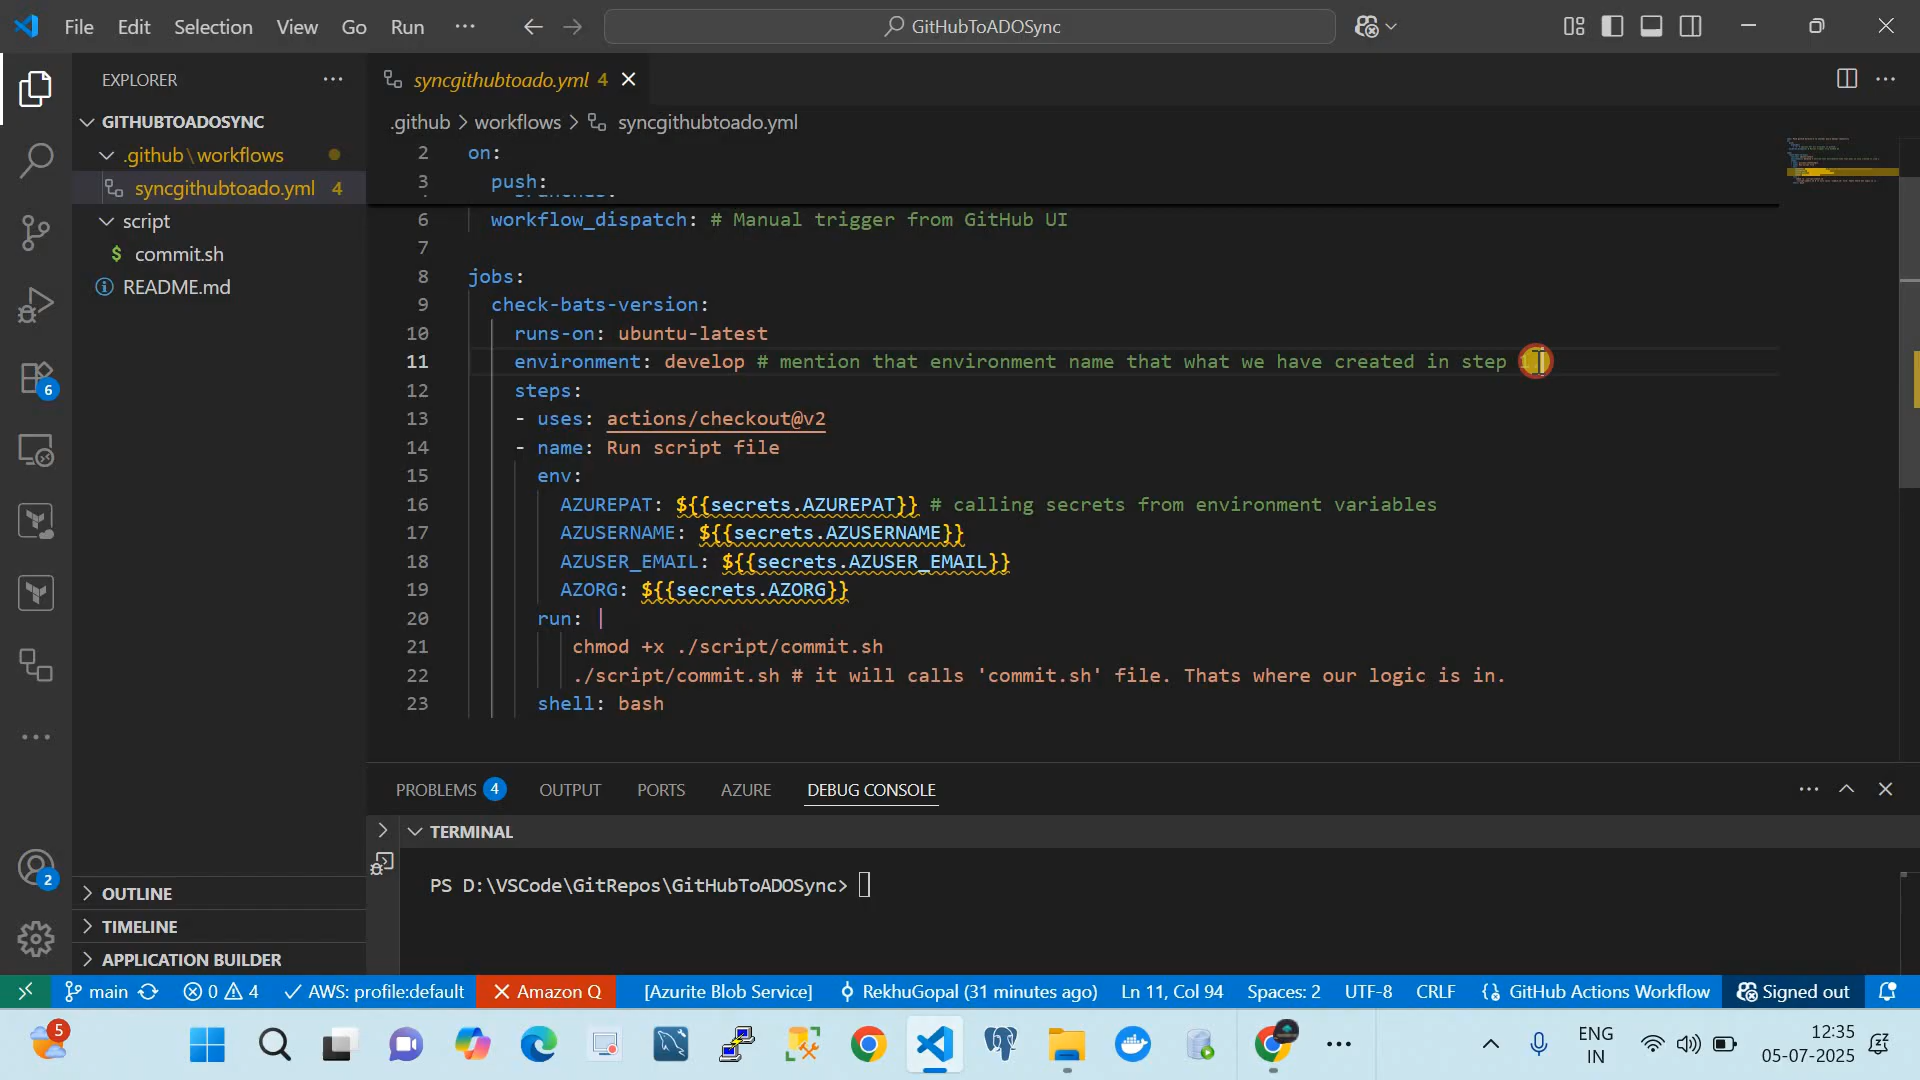 File Edit Selection View Go Run ···
GitHubToADOSync
EXPLORER
syncgithubtoado.yml 4
GITHUBTOADOSYNC
.github\workflows
syncgithubtoado.yml 4
script
$ commit.sh
README.md
.github > workflows > syncgithubtoado.yml
2 on:
3 push:
6 workflow_dispatch: # Manual trigger from GitHub UI
7
8 jobs:
9 check-bats-version:
10 runs-on: ubuntu-latest
11 environment: develop # mention that environment name that what we have created in step
12 steps:
13 - uses: actions/checkout@v2
14 - name: Run script file
15 env:
16 AZUREPAT: ${{secrets.AZUREPAT}} # calling secrets from environment variables
17 AZUSERNAME: ${{secrets.AZUSERNAME}}
18 AZUSER_EMAIL: ${{secrets.AZUSER_EMAIL}}
19 AZORG: ${{secrets.AZORG}}
20 run: |
21 chmod +x ./script/commit.sh
22 ./script/commit.sh # it will calls 'commit.sh' file. Thats where our logic is in.
23 shell: bash
6
2
OUTLINE
TIMELINE
APPLICATION BUILDER
PROBLEMS 4 OUTPUT PORTS AZURE DEBUG CONSOLE
TERMINAL
PS D:\VSCode\GitRepos\GitHubToADOSync>
main 0 4 AWS: profile:default Amazon Q [Azurite Blob Service] RekhuGopal (31 minutes ago) Ln 11, Col 94 Spaces: 2 UTF-8 CRLF GitHub Actions Workflow Signed out
5
ENG
IN
12:35
05-07-2025